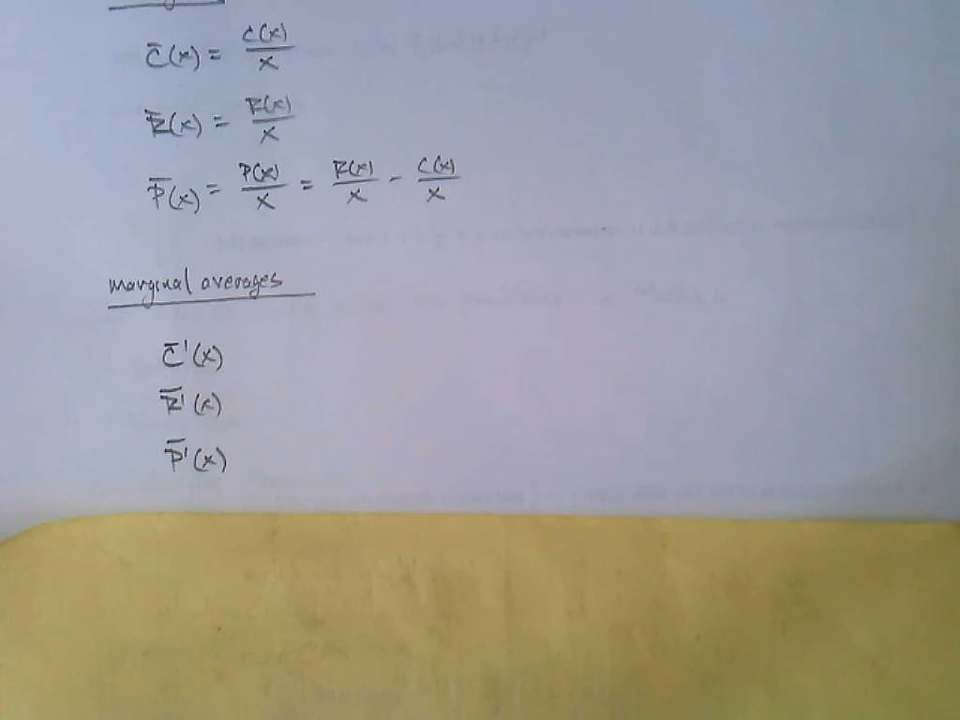 C̄(x) = C(x)/x
R̄(x) = R(x)/x
P̄(x) = P(x)/x = R(x)/x - C(x)/x
marginal averages
C̄'(x)
R̄'(x)
P̄'(x)